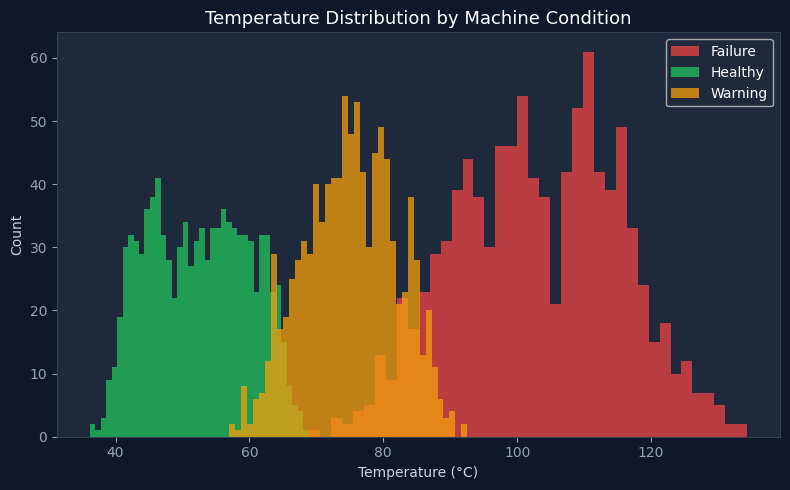 Temperature Distribution by Machine Condition
Failure
Healthy
Warning
60
50
40
30
20
10
0
Count
40 60 80 100 120
Temperature (°C)